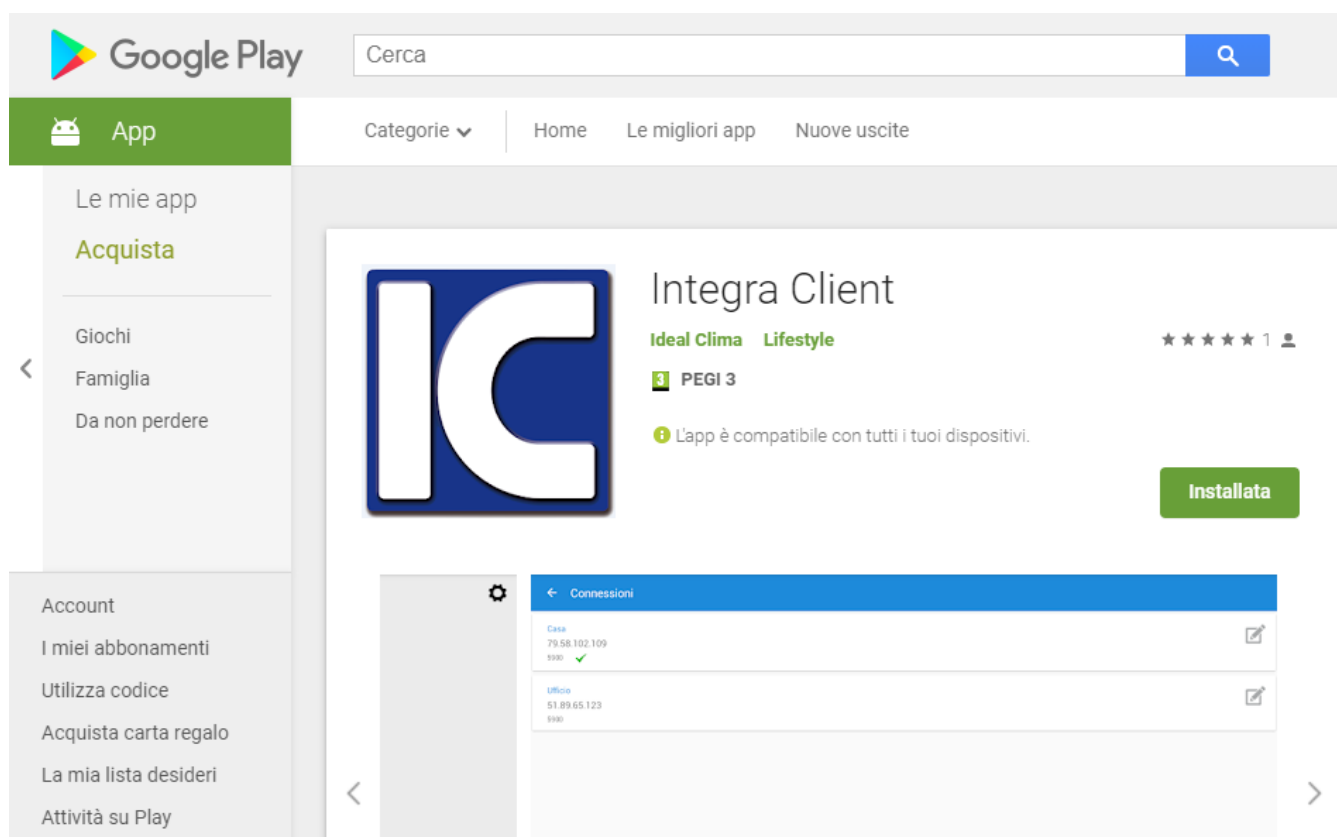 Google Play
Cerca
App
Categorie
Home
Le migliori app
Nuove uscite
Le mie app
Acquista
Giochi
Famiglia
Da non perdere
Account
I miei abbonamenti
Utilizza codice
Acquista carta regalo
La mia lista desideri
Attività su Play
IC
Integra Client
Ideal Clima Lifestyle
1
3 PEGI 3
L'app è compatibile con tutti i tuoi dispositivi.
Installata
Connessioni
Casa
79.58.102.109
Ufficio
51.89.65.123